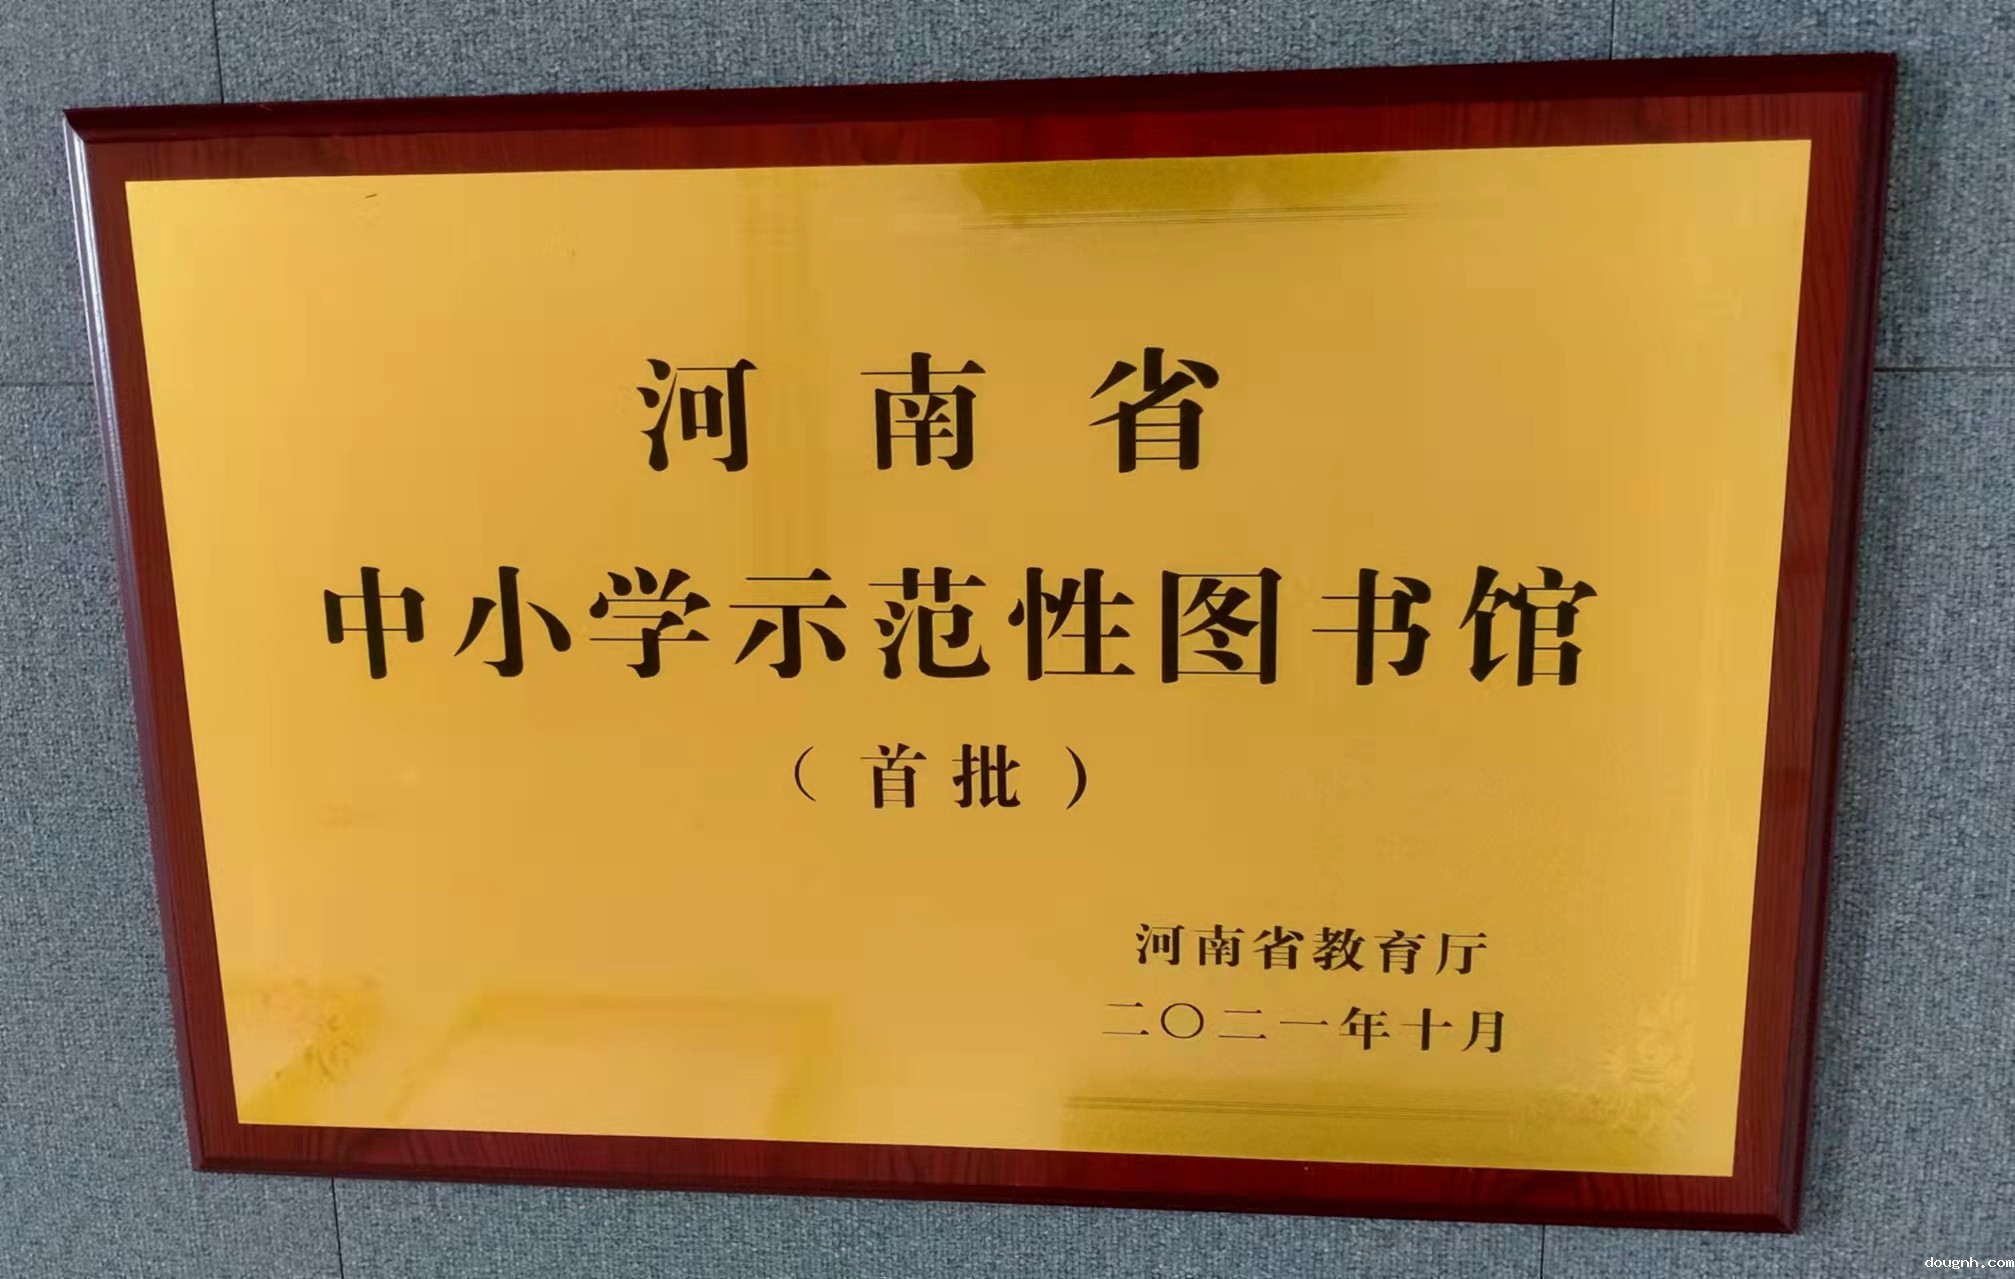 河南省
中小学示范性图书馆
（首批）
河南省教育厅
二〇二一年十月
dougnh.com